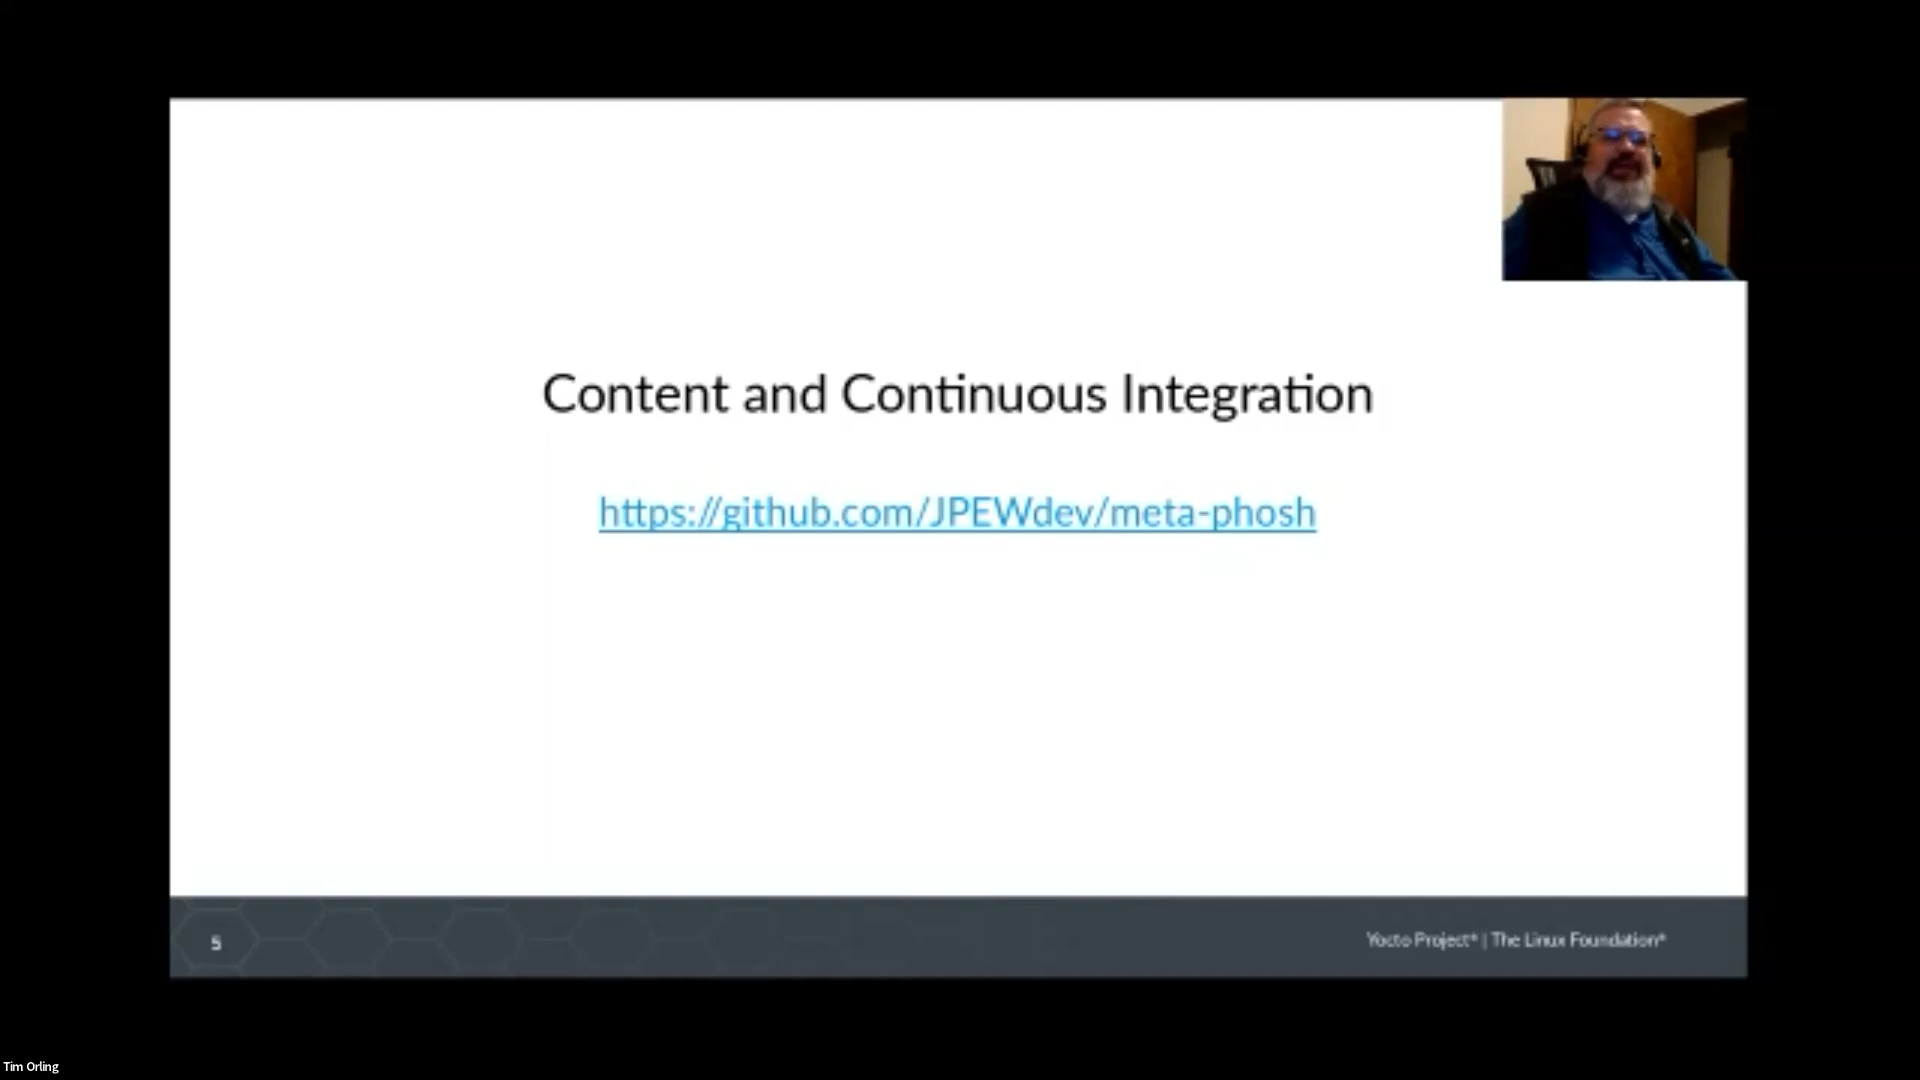 Content and Continuous Integration
https://github.com/JPEWdev/meta-phosh
5
Yocto Project® | The Linux Foundation®
Tim Orling